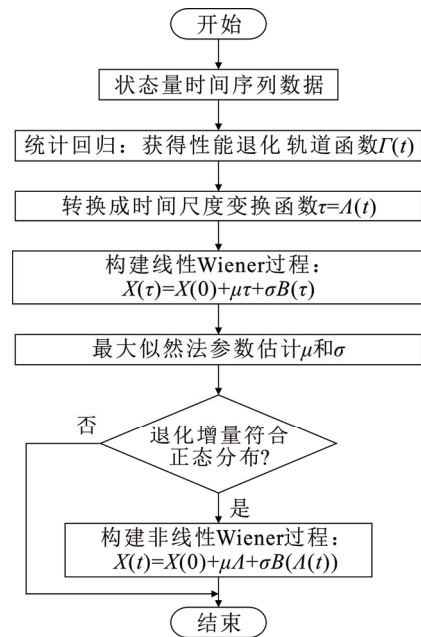 开始
状态量时间序列数据
统计回归：获得性能退化轨道函数Γ(t)
转换成时间尺度变换函数τ=Λ(t)
构建线性Wiener过程：
X(τ)=X(0)+μτ+σB(τ)
最大似然法参数估计μ和σ
否
退化增量符合
正态分布?
是
构建非线性Wiener过程：
X(t)=X(0)+μΛ+σB(Λ(t))
结束